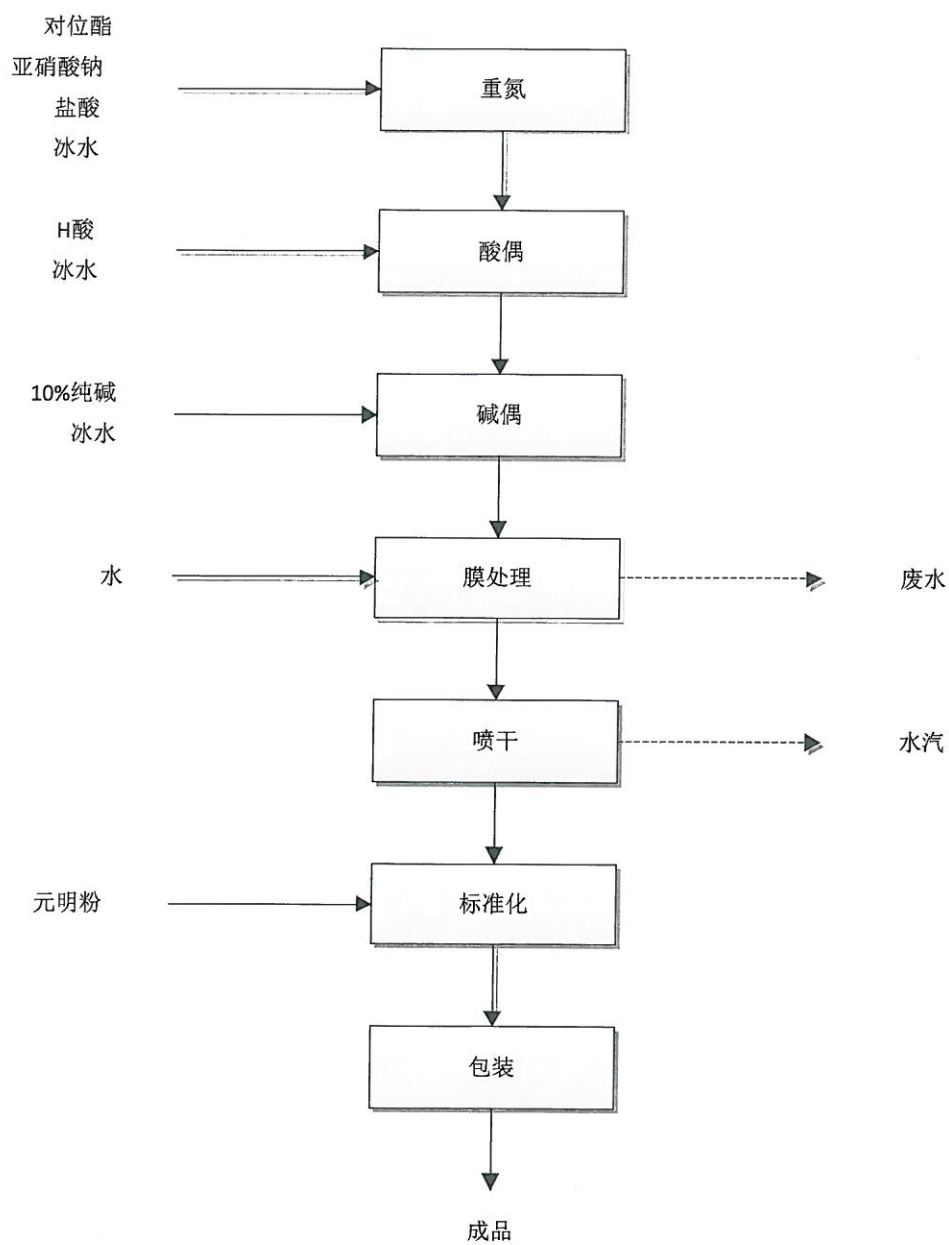 对位酯
亚硝酸钠
盐酸
冰水
重氮
H酸
冰水
酸偶
10%纯碱
冰水
碱偶
水
膜处理
废水
喷干
水汽
元明粉
标准化
包装
成品